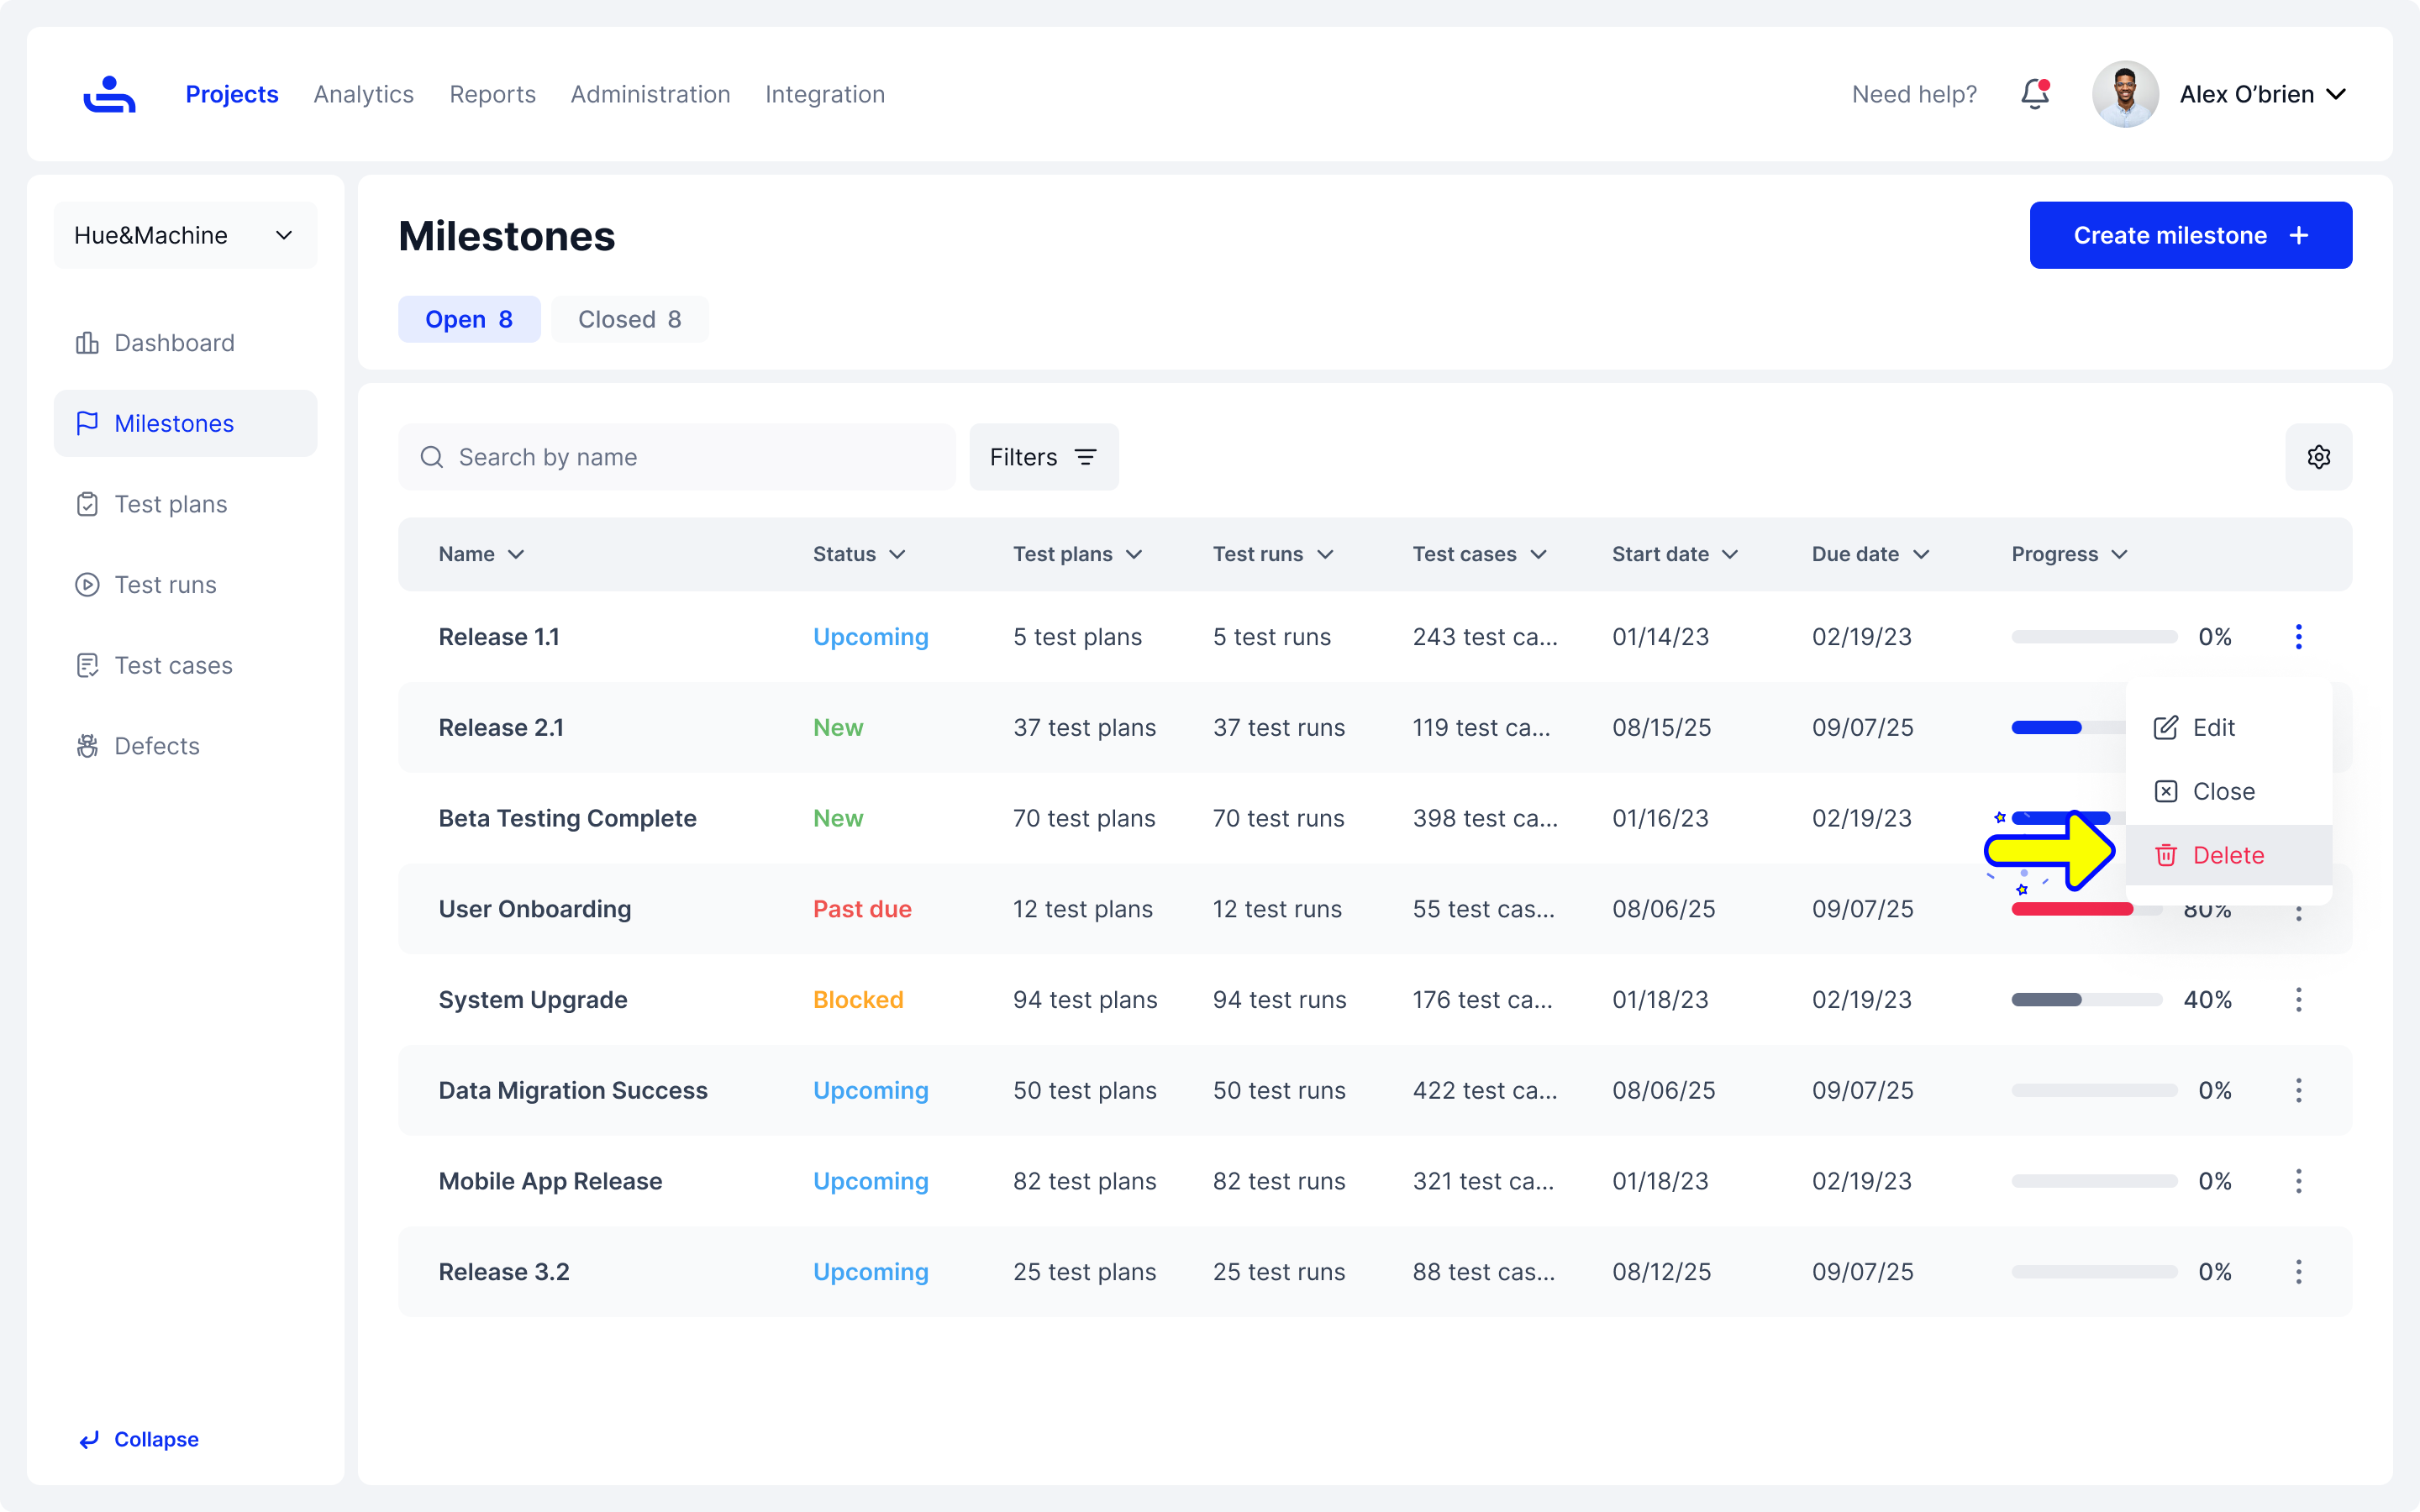 Projects Analytics Reports Administration Integration Need help? Alex O’brien
Hue&Machine
Dashboard
Milestones
Test plans
Test runs
Test cases
Defects
Collapse
Milestones
Create milestone
Open 8 Closed 8
Search by name Filters
Name Status Test plans Test runs Test cases Start date Due date Progress
Release 1.1 Upcoming 5 test plans 5 test runs 243 test ca... 01/14/23 02/19/23 0%
Release 2.1 New 37 test plans 37 test runs 119 test ca... 08/15/25 09/07/25
Beta Testing Complete New 70 test plans 70 test runs 398 test ca... 01/16/23 02/19/23
User Onboarding Past due 12 test plans 12 test runs 55 test cas... 08/06/25 09/07/25 80%
System Upgrade Blocked 94 test plans 94 test runs 176 test ca... 01/18/23 02/19/23 40%
Data Migration Success Upcoming 50 test plans 50 test runs 422 test ca... 08/06/25 09/07/25 0%
Mobile App Release Upcoming 82 test plans 82 test runs 321 test ca... 01/18/23 02/19/23 0%
Release 3.2 Upcoming 25 test plans 25 test runs 88 test cas... 08/12/25 09/07/25 0%
Edit
Close
Delete